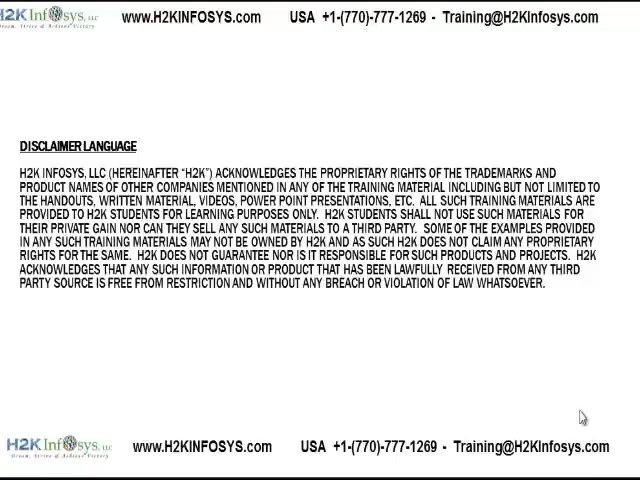 H2K Infosys, LLC www.H2KINFOSYS.com USA +1-(770)-777-1269 - Training@H2KInfosys.com
Dream, Strive & Achieve Victory
DISCLAIMER LANGUAGE
H2K INFOSYS, LLC (HEREINAFTER “H2K”) ACKNOWLEDGES THE PROPRIETARY RIGHTS OF THE TRADEMARKS AND
PRODUCT NAMES OF OTHER COMPANIES MENTIONED IN ANY OF THE TRAINING MATERIAL INCLUDING BUT NOT LIMITED TO
THE HANDOUTS, WRITTEN MATERIAL, VIDEOS, POWER POINT PRESENTATIONS, ETC. ALL SUCH TRAINING MATERIALS ARE
PROVIDED TO H2K STUDENTS FOR LEARNING PURPOSES ONLY. H2K STUDENTS SHALL NOT USE SUCH MATERIALS FOR
THEIR PRIVATE GAIN NOR CAN THEY SELL ANY SUCH MATERIALS TO A THIRD PARTY. SOME OF THE EXAMPLES PROVIDED
IN ANY SUCH TRAINING MATERIALS MAY NOT BE OWNED BY H2K AND AS SUCH H2K DOES NOT CLAIM ANY PROPRIETARY
RIGHTS FOR THE SAME. H2K DOES NOT GUARANTEE NOR IS IT RESPONSIBLE FOR SUCH PRODUCTS AND PROJECTS. H2K
ACKNOWLEDGES THAT ANY SUCH INFORMATION OR PRODUCT THAT HAS BEEN LAWFULLY RECEIVED FROM ANY THIRD
PARTY SOURCE IS FREE FROM RESTRICTION AND WITHOUT ANY BREACH OR VIOLATION OF LAW WHATSOEVER.
H2K Infosys, LLC www.H2KINFOSYS.com USA +1-(770)-777-1269 - Training@H2KInfosys.com
Dream, Strive & Achieve Victory